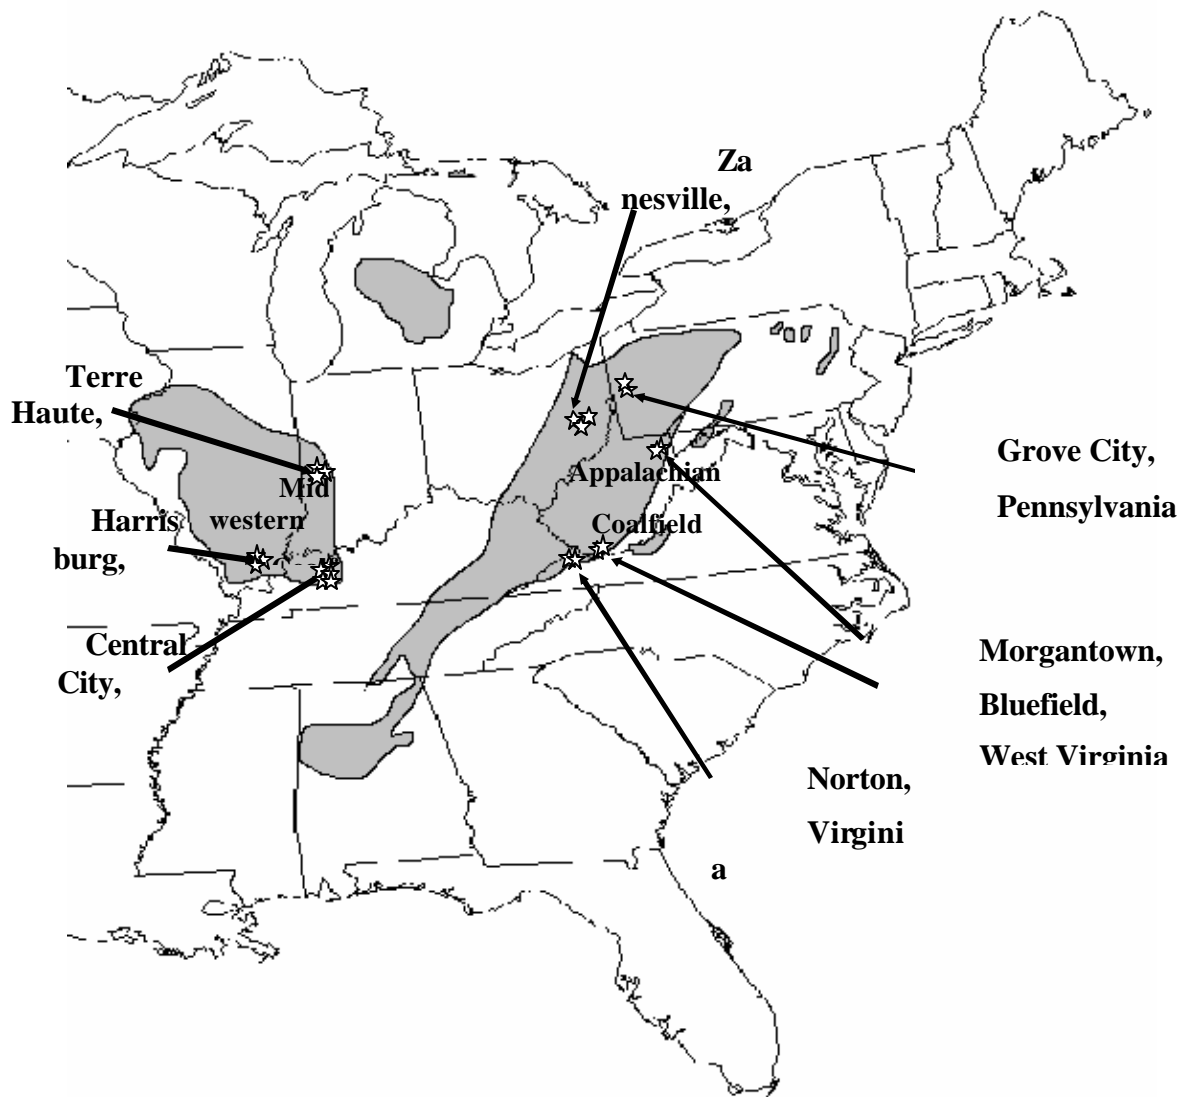 Za
nesville,
Terre
Haute,
Mid
western
Harris
burg,
Central
City,
Appalachian
Coalfield
Grove City,
Pennsylvania
Morgantown,
Bluefield,
West Virginia
Norton,
Virgini
a